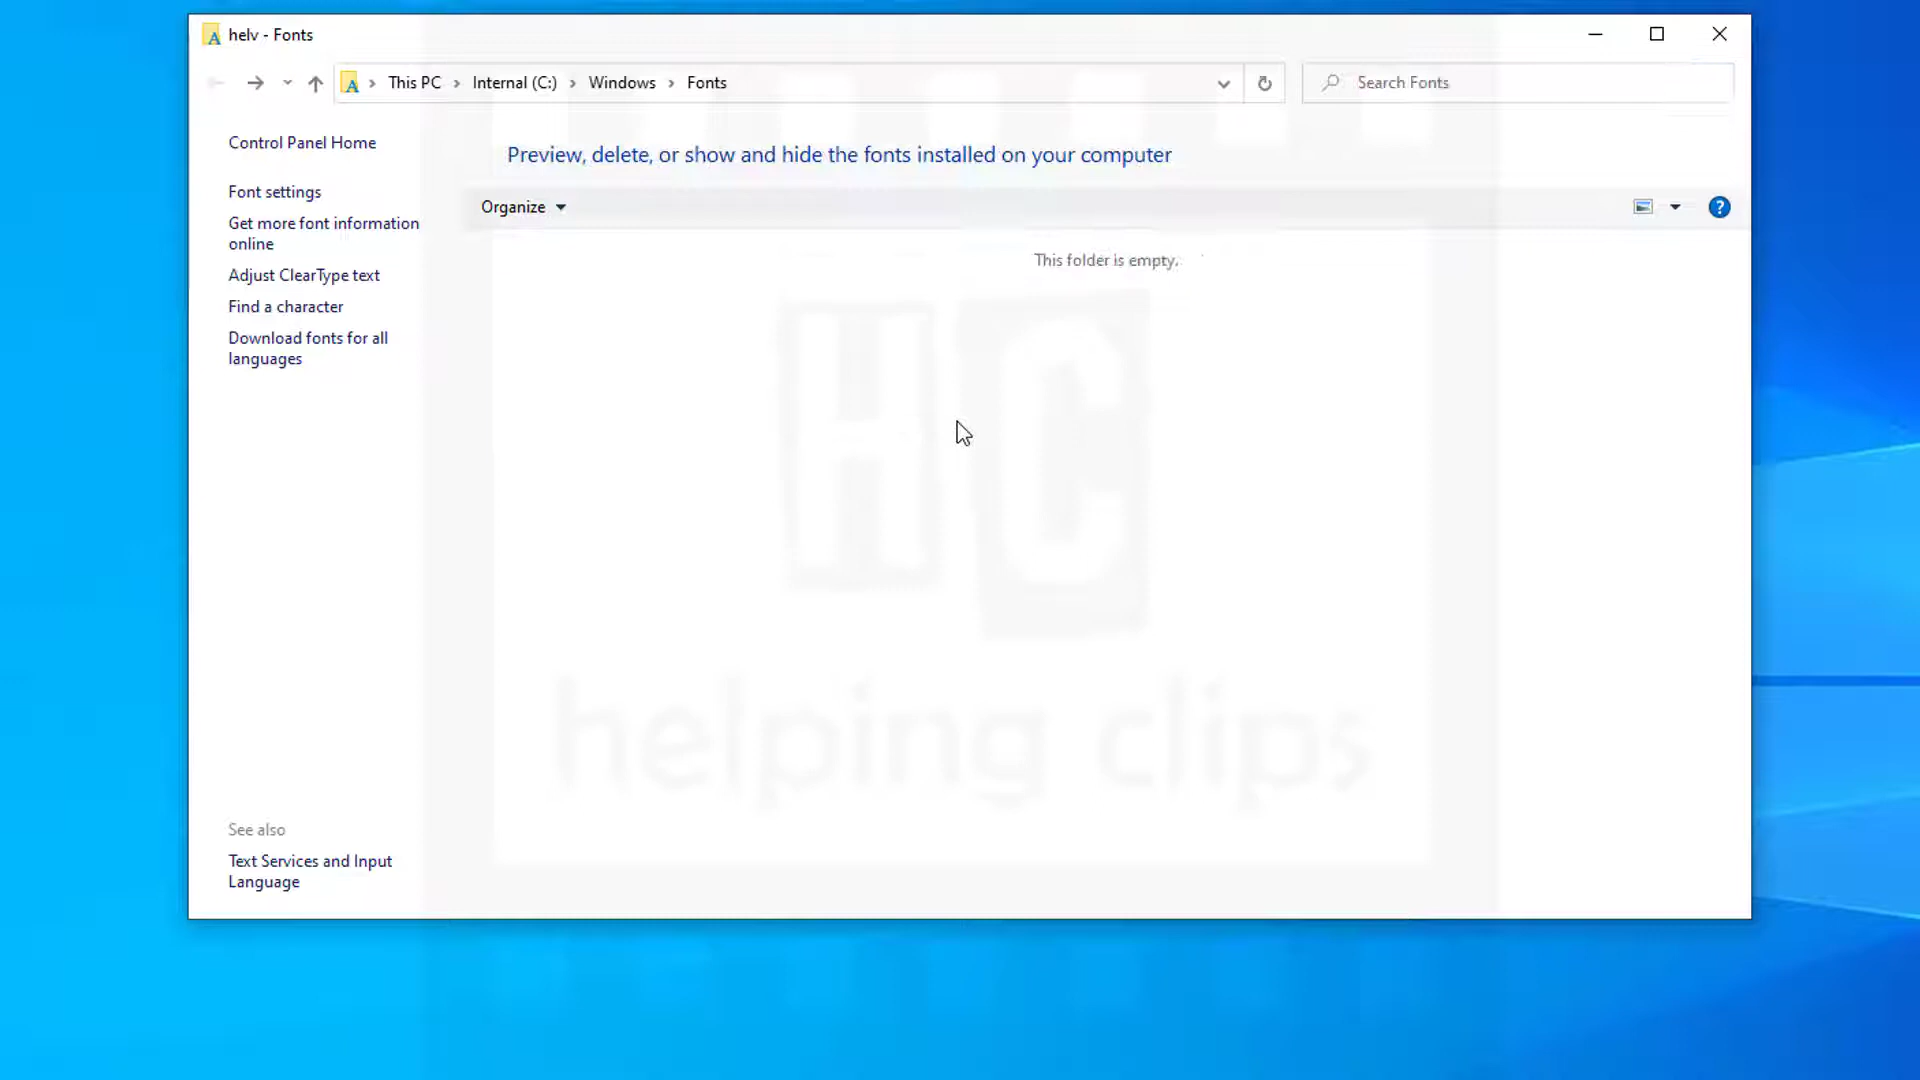 helv - Fonts
This PC > Internal (C:) > Windows > Fonts
Search Fonts
Control Panel Home
Preview, delete, or show and hide the fonts installed on your computer
Font settings
Organize
Get more font information
online
Adjust ClearType text
This folder is empty.
Find a character
Download fonts for all
languages
HC
helping clips
See also
Text Services and Input
Language